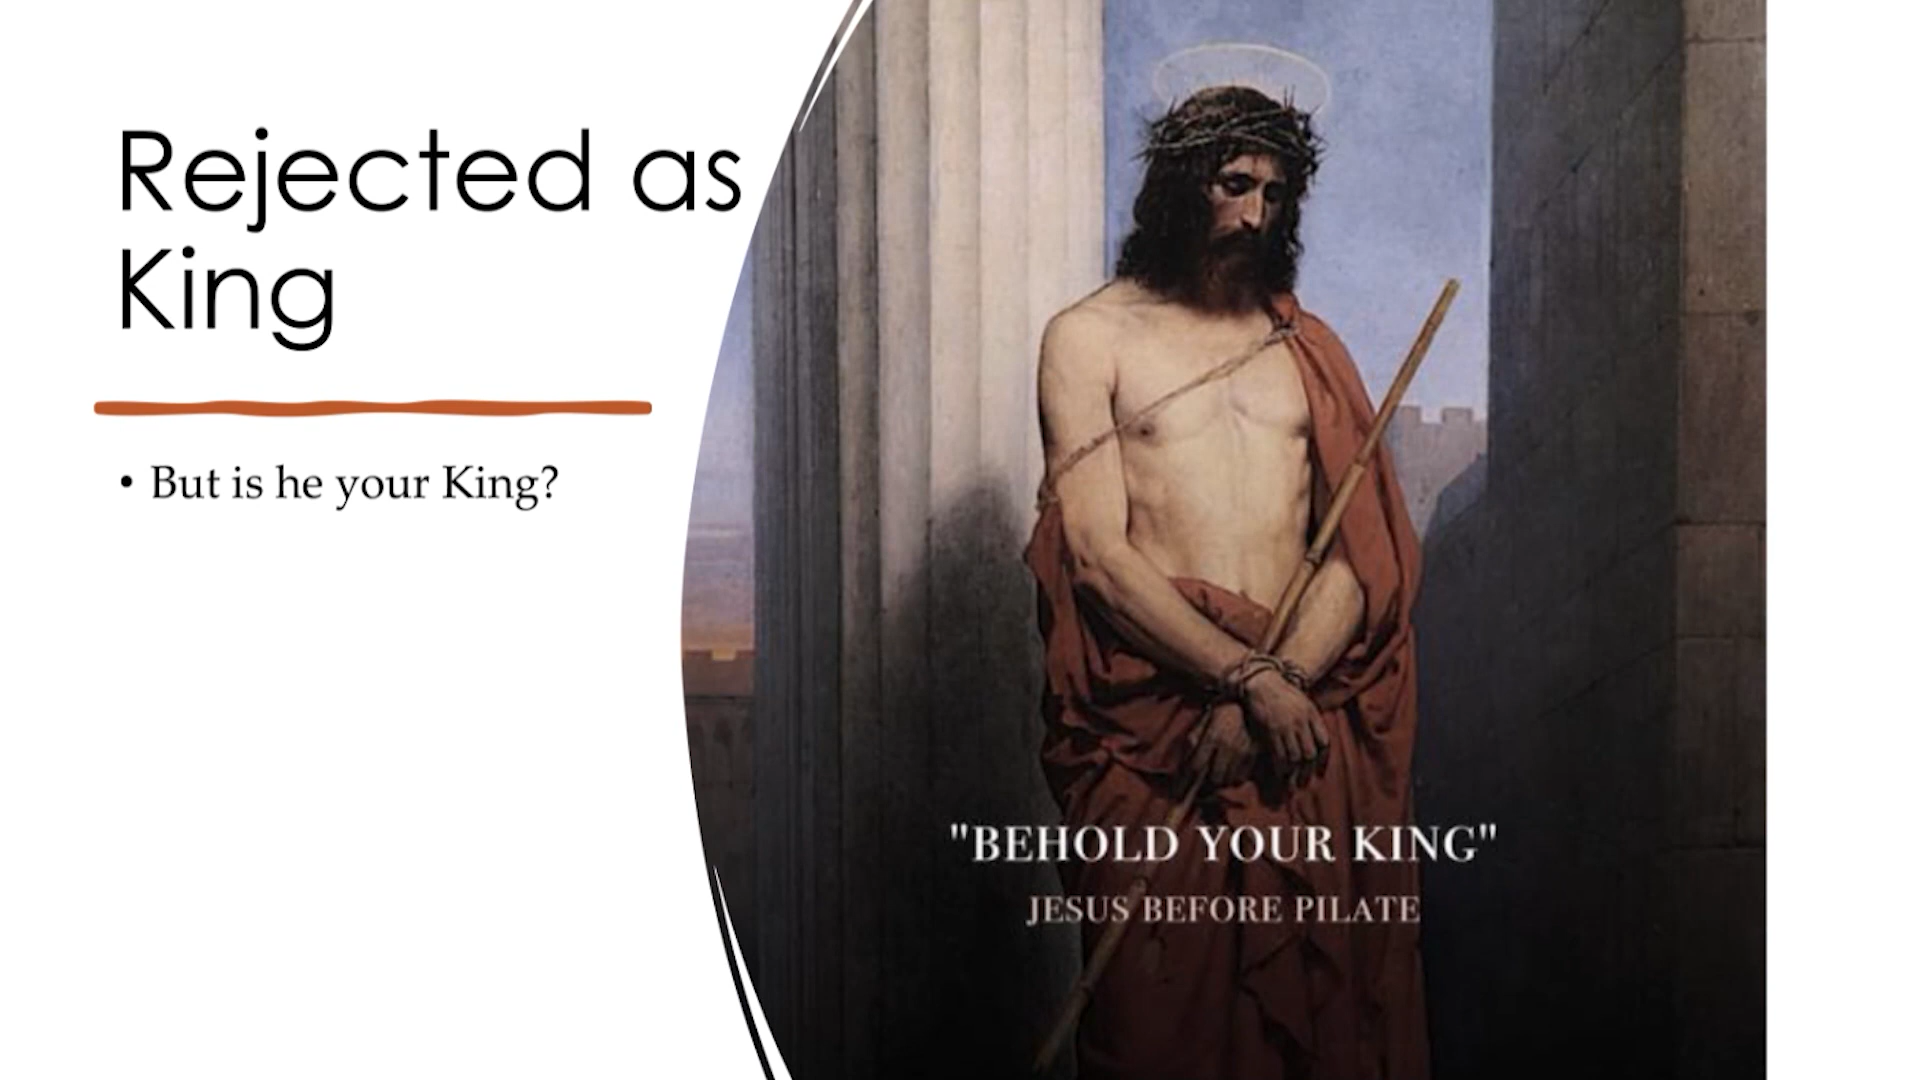 Rejected as
King
• But is he your King?
"BEHOLD YOUR KING"
JESUS BEFORE PILATE